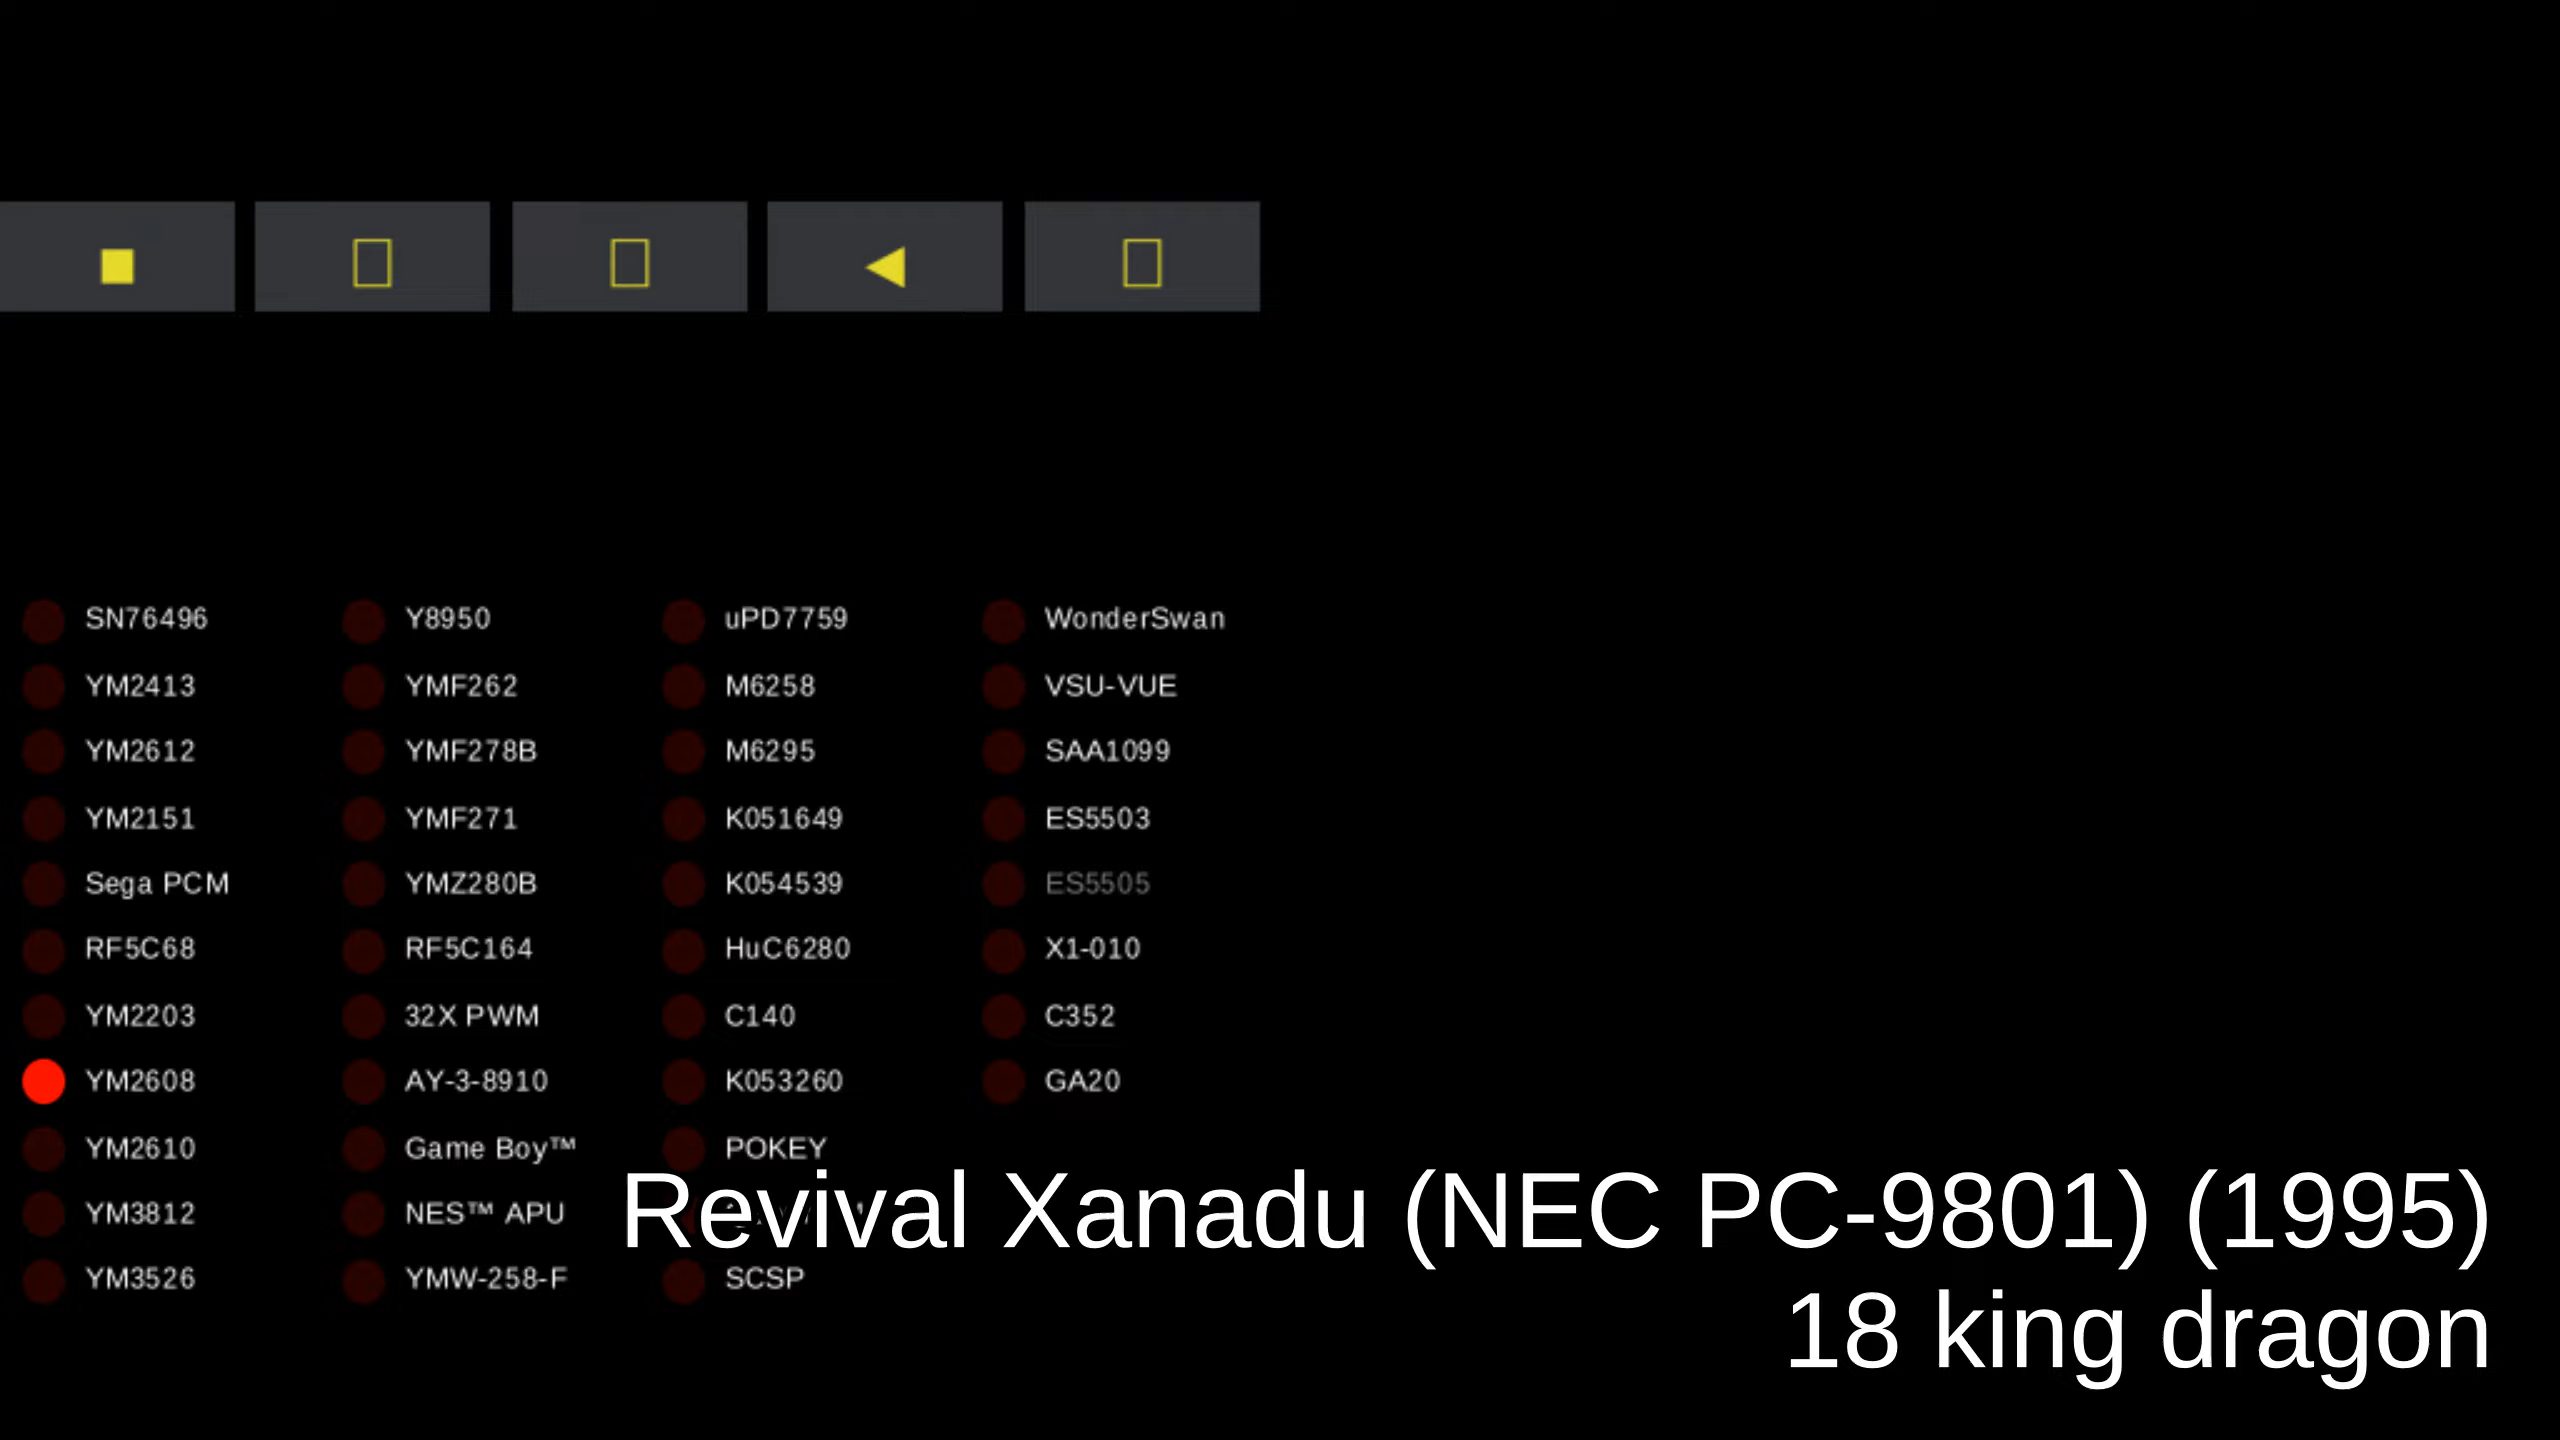 SN76496 Y8950 uPD7759 WonderSwan
YM2413 YMF262 M6258 VSU-VUE
YM2612 YMF278B M6295 SAA1099
YM2151 YMF271 K051649 ES5503
Sega PCM YMZ280B K054539 ES5505
RF5C68 RF5C164 HuC6280 X1-010
YM2203 32X PWM C140 C352
YM2608 AY-3-8910 K053260 GA20
YM2610 Game Boy™ POKEY
YM3812 NES™ APU
YM3526 YMW-258-F SCSP
Revival Xanadu (NEC PC-9801) (1995)
18 king dragon